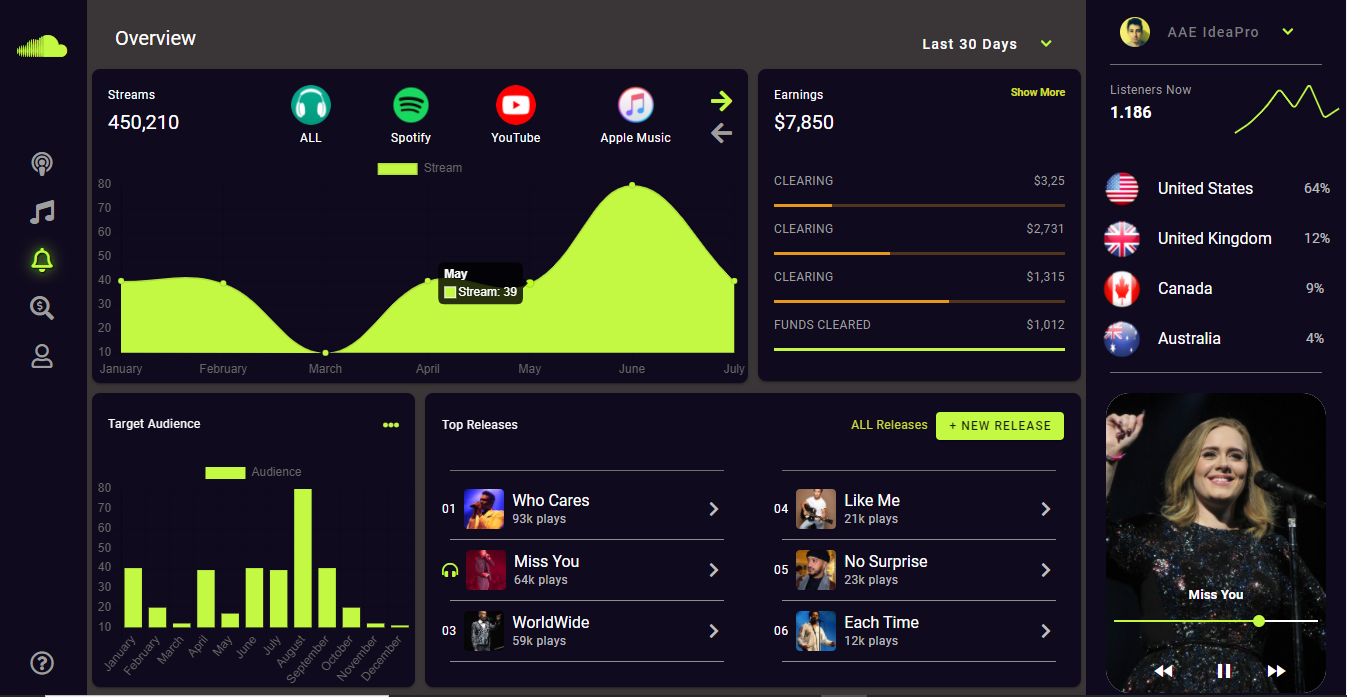 Overview
Last 30 Days
AAE IdeaPro
Streams
450,210
ALL
Spotify
YouTube
Apple Music
Stream
80
70
60
50
40
30
20
10
January February March April May June July
May
Stream: 39
Earnings
Show More
$7,850
CLEARING $3,25
CLEARING $2,731
CLEARING $1,315
FUNDS CLEARED $1,012
Listeners Now
1.186
United States 64%
United Kingdom 12%
Canada 9%
Australia 4%
Target Audience
Audience
80
70
60
50
40
30
20
10
January February March April May June July August September October November December
Top Releases
ALL Releases
+ NEW RELEASE
01 Who Cares
93k plays
Miss You
64k plays
03 WorldWide
59k plays
04 Like Me
21k plays
05 No Surprise
23k plays
06 Each Time
12k plays
Miss You